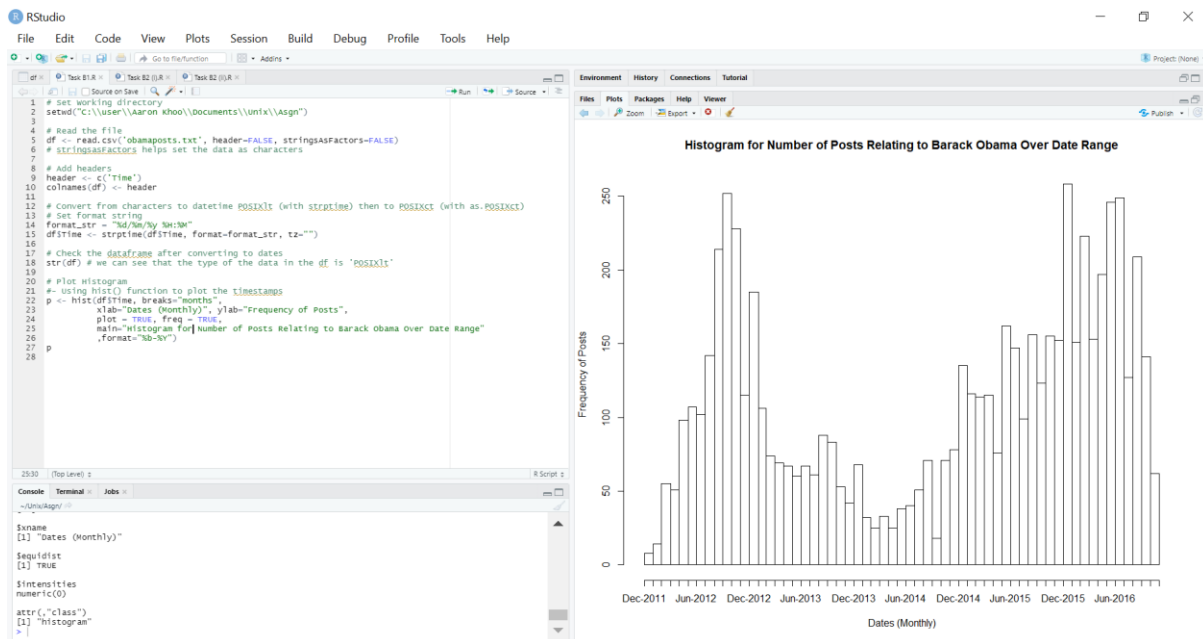 RStudio
File Edit Code View Plots Session Build Debug Profile Tools Help
Go to file/function Addins Project: (None)
df Task B1.R Task B2 (i).R Task B2 (ii).R
Source on Save Run Source
1 # Set working directory
2 setwd("C:\\user\\Aaron Khoo\\Documents\\Unix\\Asgn")
3
4 # Read the file
5 df <- read.csv('obamaposts.txt', header=FALSE, stringsAsFactors=FALSE)
6 # stringsasFactors helps set the data as characters
7
8 # Add headers
9 header <- c('Time')
10 colnames(df) <- header
11
12 # Convert from characters to datetime POSIXlt (with strptime) then to POSIXct (with as.POSIXct)
13 # Set format string
14 format_str = "%d/%m/%y %H:%M"
15 df$Time <- strptime(df$Time, format=format_str, tz="")
16
17 # Check the dataframe after converting to dates
18 str(df) # we can see that the type of the data in the df is 'POSIXlt'
19
20 # Plot Histogram
21 #- Using hist() function to plot the timestamps
22 p <- hist(df$Time, breaks="months",
23 xlab="Dates (Monthly)", ylab="Frequency of Posts",
24 plot = TRUE, freq = TRUE,
25 main="Histogram for Number of Posts Relating to Barack Obama Over Date Range"
26 ,format="%b-%Y")
27 p
28
25:30 (Top Level) R Script
Console Terminal Jobs
~/Unix/Asgn/
$xname
[1] "Dates (Monthly)"
$equidist
[1] TRUE
$intensities
numeric(0)
attr(,"class")
[1] "histogram"
>
Environment History Connections Tutorial
Files Plots Packages Help Viewer
Zoom Export Publish
Histogram for Number of Posts Relating to Barack Obama Over Date Range
Frequency of Posts
250
200
150
100
50
0
Dec-2011 Jun-2012 Dec-2012 Jun-2013 Dec-2013 Jun-2014 Dec-2014 Jun-2015 Dec-2015 Jun-2016
Dates (Monthly)